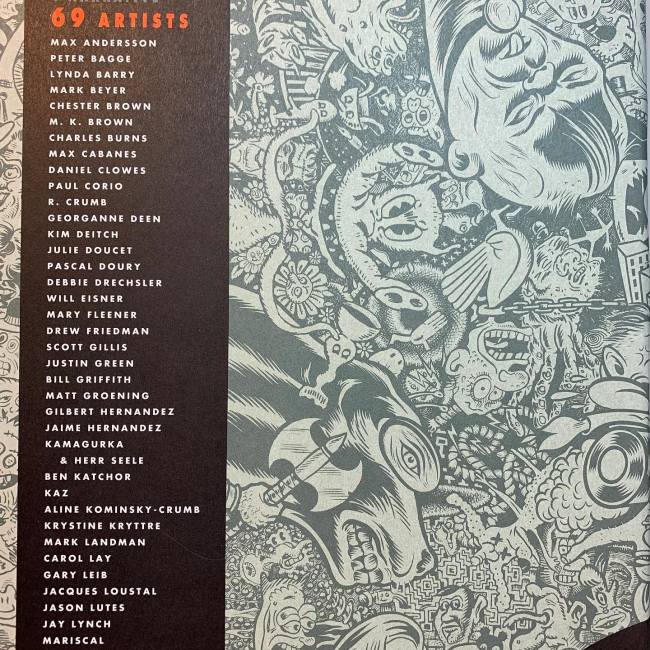 69 ARTISTS
MAX ANDERSSON
PETER BAGGE
LYNDA BARRY
MARK BEYER
CHESTER BROWN
M. K. BROWN
CHARLES BURNS
MAX CABANES
DANIEL CLOWES
PAUL CORIO
R. CRUMB
GEORGANNE DEEN
KIM DEITCH
JULIE DOUCET
PASCAL DOURY
DEBBIE DRECHSLER
WILL EISNER
MARY FLEENER
DREW FRIEDMAN
SCOTT GILLIS
JUSTIN GREEN
BILL GRIFFITH
MATT GROENING
GILBERT HERNANDEZ
JAIME HERNANDEZ
KAMAGURKA
& HERR SEELE
BEN KATCHOR
KAZ
ALINE KOMINSKY-CRUMB
KRYSTINE KRYTTRE
MARK LANDMAN
CAROL LAY
GARY LEIB
JACQUES LOUSTAL
JASON LUTES
JAY LYNCH
MARISCAL